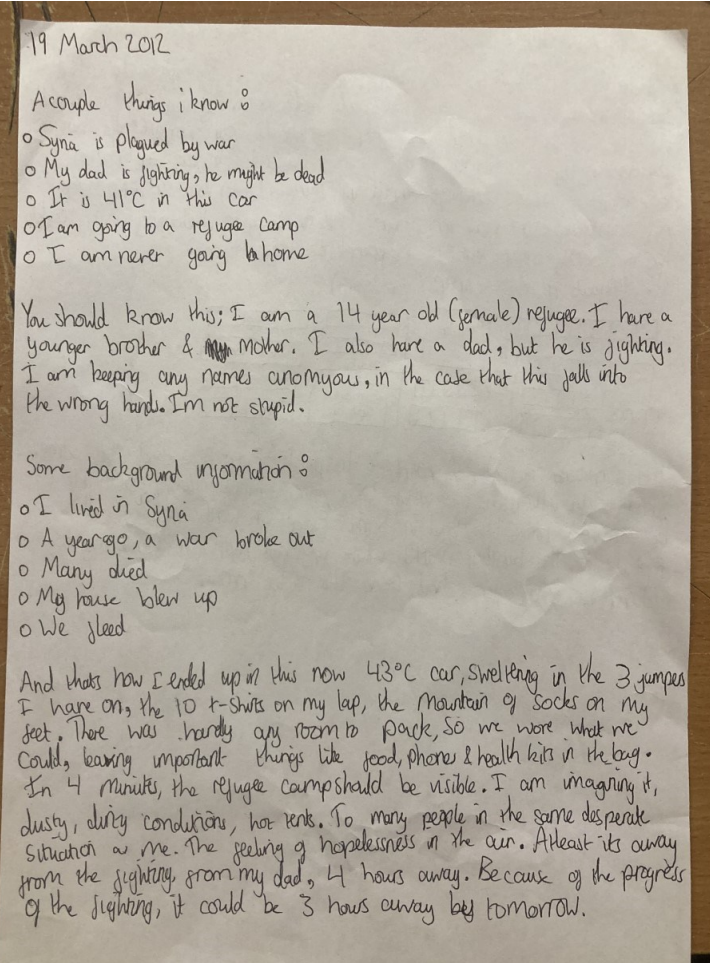 19 March 2012
A couple things i know :
o Syria is plagued by war
o My dad is fighting, he might be dead
o It is 41°C in this car
o I am going to a refugee camp
o I am never going home
You should know this; I am a 14 year old (female) refugee. I have a
younger brother & mother. I also have a dad, but he is fighting.
I am keeping any names anomyous, in the case that this falls into
the wrong hands. I'm not stupid.
Some background information :
o I lived in Syria
o A year ago, a war broke out
o Many died
o My house blew up
o We fleed
And thats how I ended up in this now 43°C car, sweltering in the 3 jumpes
I have on, the 10 t-shirts on my lap, the mountain of socks on my
feet. There was hardly any room to pack, so we wore what we
could, leaving important things like food, phones & health kits in the bag.
In 4 minutes, the refugee camp should be visible. I am imagining it,
dusty, dirty conditions, hot tents. To many people in the same desperate
situation as me. The feeling of hopelessness in the air. Atleast its away
from the fighting, from my dad, 4 hours away. Because of the progress
of the fighting, it could be 3 hours away by tomorrow.